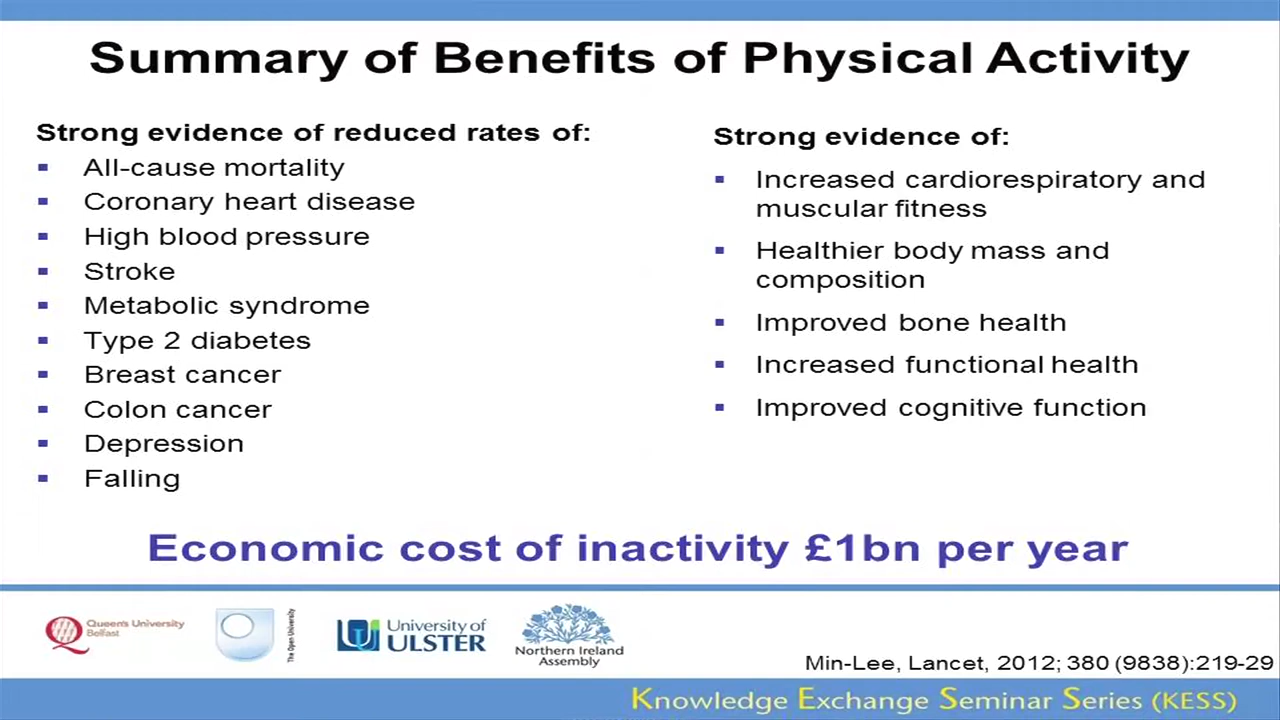 Summary of Benefits of Physical Activity
Strong evidence of reduced rates of:
All-cause mortality
Coronary heart disease
High blood pressure
Stroke
Metabolic syndrome
Type 2 diabetes
Breast cancer
Colon cancer
Depression
Falling
Strong evidence of:
Increased cardiorespiratory and
muscular fitness
Healthier body mass and
composition
Improved bone health
Increased functional health
Improved cognitive function
Economic cost of inactivity £1bn per year
Queen's University
Belfast
The Open University
University of
ULSTER
Northern Ireland
Assembly
Min-Lee, Lancet, 2012; 380 (9838):219-29
Knowledge Exchange Seminar Series (KESS)